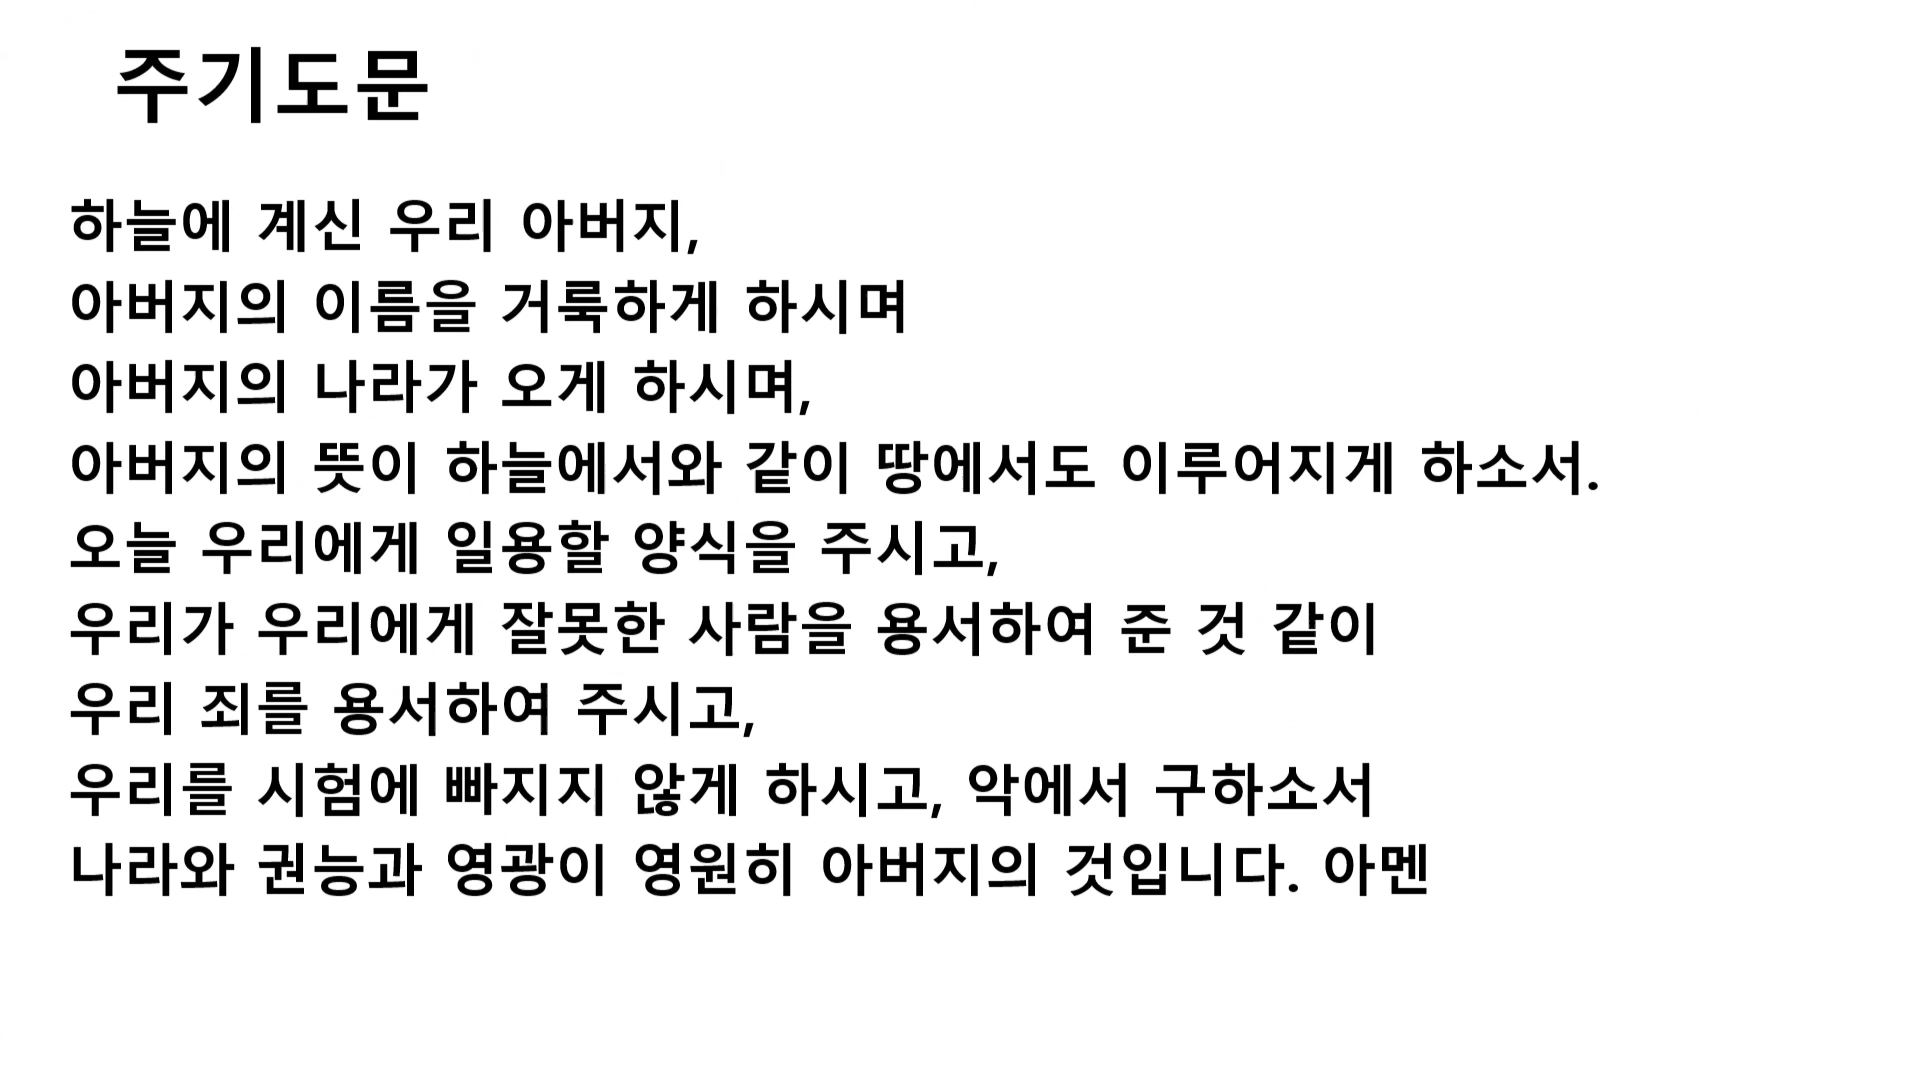 주기도문
하늘에 계신 우리 아버지,
아버지의 이름을 거룩하게 하시며
아버지의 나라가 오게 하시며,
아버지의 뜻이 하늘에서와 같이 땅에서도 이루어지게 하소서.
오늘 우리에게 일용할 양식을 주시고,
우리가 우리에게 잘못한 사람을 용서하여 준 것 같이
우리 죄를 용서하여 주시고,
우리를 시험에 빠지지 않게 하시고, 악에서 구하소서
나라와 권능과 영광이 영원히 아버지의 것입니다. 아멘